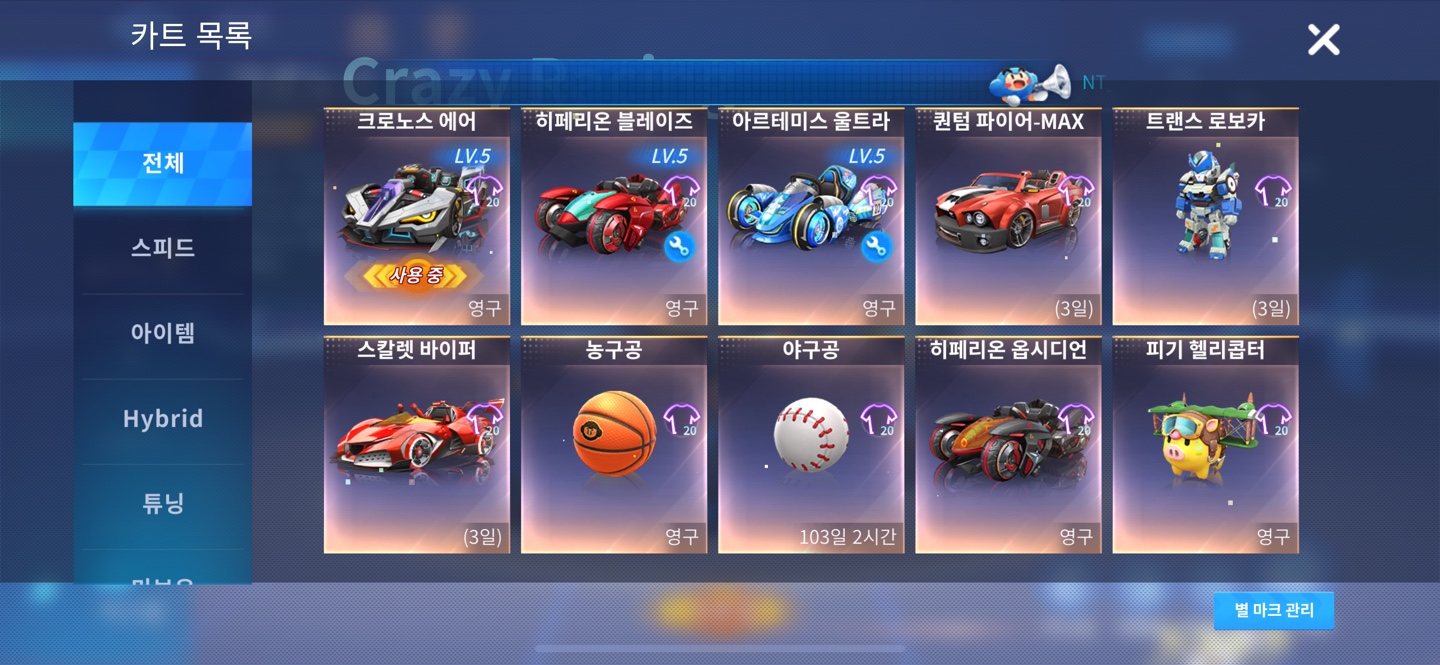 카트 목록
Crazy
NT
전체
스피드
아이템
Hybrid
튜닝
크로노스 에어
LV.5
20
사용 중
영구
히페리온 블레이즈
LV.5
20
영구
아르테미스 울트라
LV.5
20
영구
퀀텀 파이어-MAX
20
(3일)
트랜스 로보카
20
(3일)
스칼렛 바이퍼
20
(3일)
농구공
20
영구
야구공
20
103일 2시간
히페리온 옵시디언
20
영구
피기 헬리콥터
20
영구
별 마크 관리